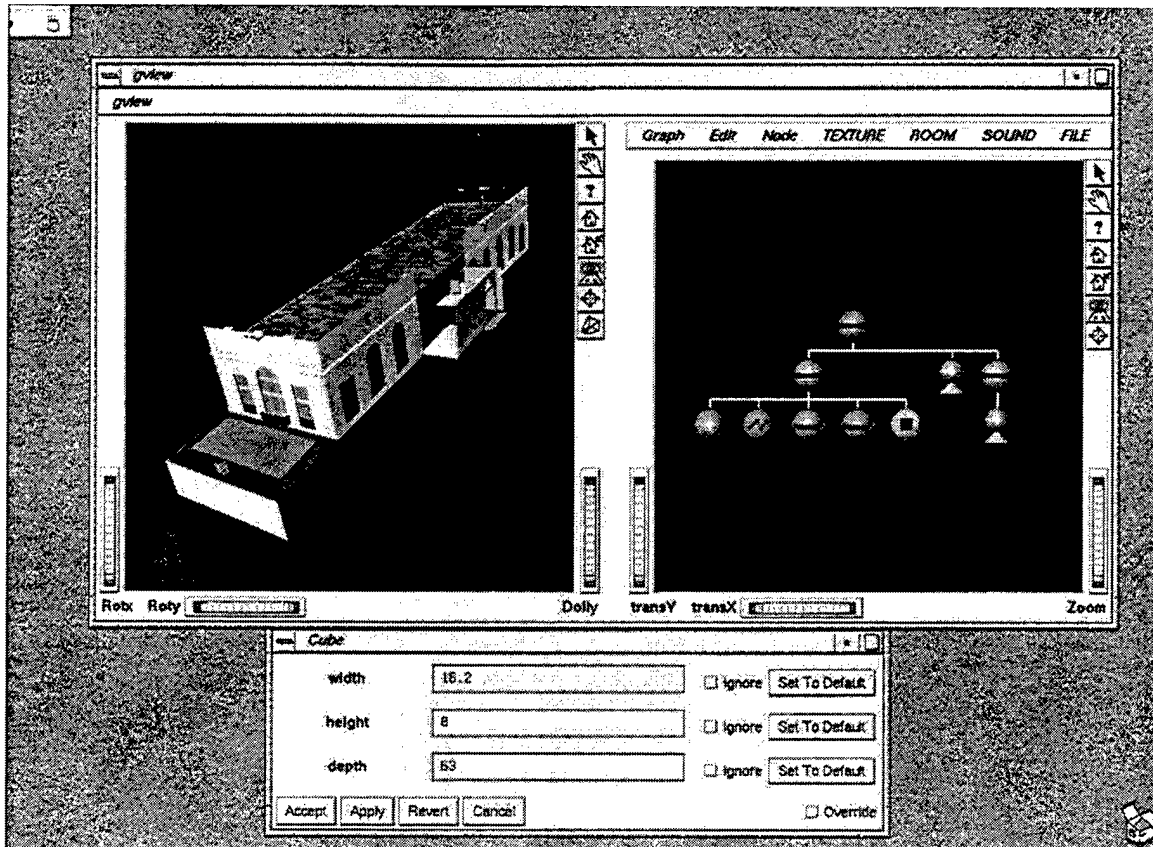 5
gview
gview
Graph Edit Node TEXTURE ROOM SOUND FILE
?
?
Rotx Roty Dolly transY transX Zoom
Cube
width 16.2 Ignore Set To Default
height 8 Ignore Set To Default
depth 63 Ignore Set To Default
Accept Apply Revert Cancel Override